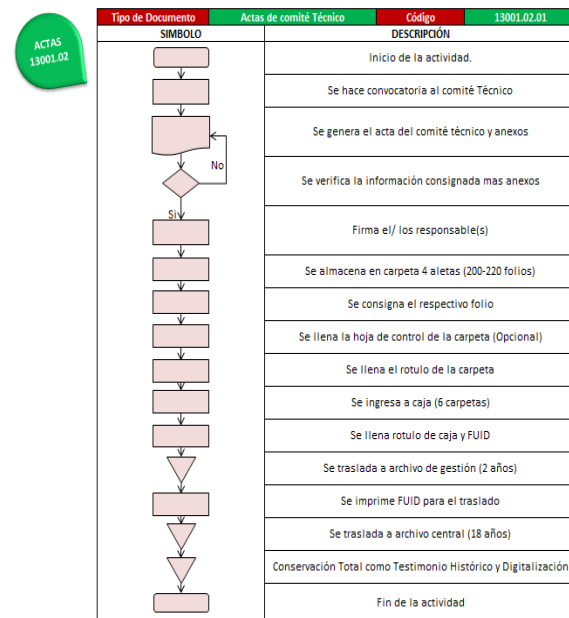 ACTAS
13001.02
Tipo de Documento Actas de comité Técnico Código 13001.02.01
SIMBOLO DESCRIPCIÓN
Inicio de la actividad.
Se hace convocatoria al comité Técnico
Se genera el acta del comité técnico y anexos
No
Se verifica la información consignada mas anexos
Si
Firma el/ los responsable(s)
Se almacena en carpeta 4 aletas (200-220 folios)
Se consigna el respectivo folio
Se llena la hoja de control de la carpeta (Opcional)
Se llena el rotulo de la carpeta
Se ingresa a caja (6 carpetas)
Se llena rotulo de caja y FUID
Se traslada a archivo de gestión (2 años)
Se imprime FUID para el traslado
Se traslada a archivo central (18 años)
Conservación Total como Testimonio Histórico y Digitalización
Fin de la actividad